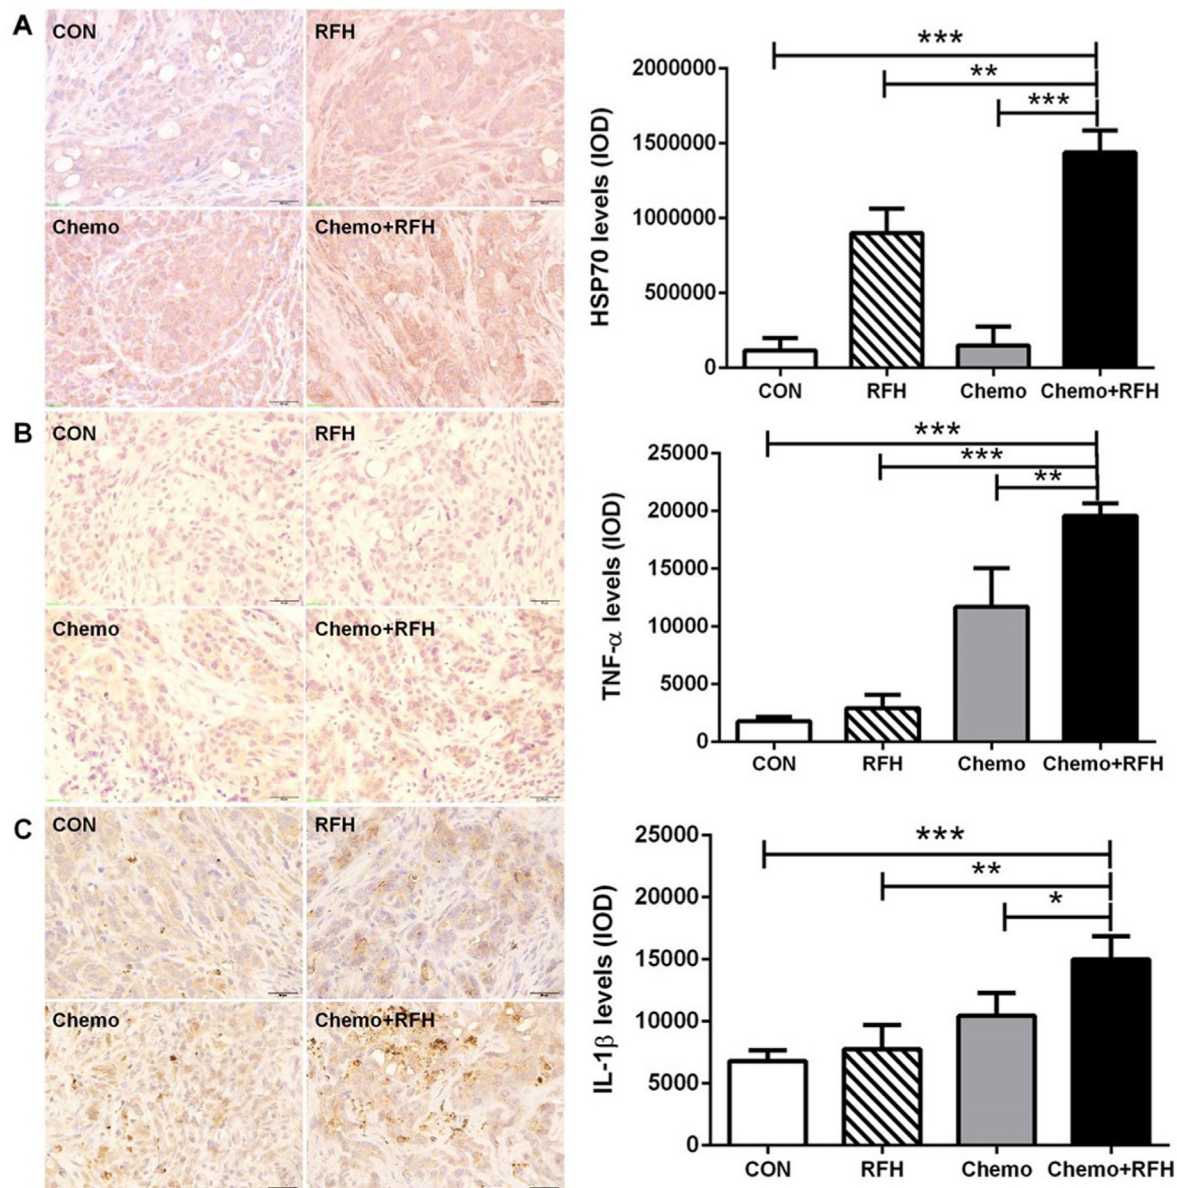 A
CON
RFH
Chemo
Chemo+RFH
HSP70 levels (IOD)
2000000
1500000
1000000
500000
0
***
**
***
CON
RFH
Chemo
Chemo+RFH
B
CON
RFH
Chemo
Chemo+RFH
TNF-α levels (IOD)
25000
20000
15000
10000
5000
0
***
***
**
CON
RFH
Chemo
Chemo+RFH
C
CON
RFH
Chemo
Chemo+RFH
IL-1β levels (IOD)
25000
20000
15000
10000
5000
0
***
**
*
CON
RFH
Chemo
Chemo+RFH